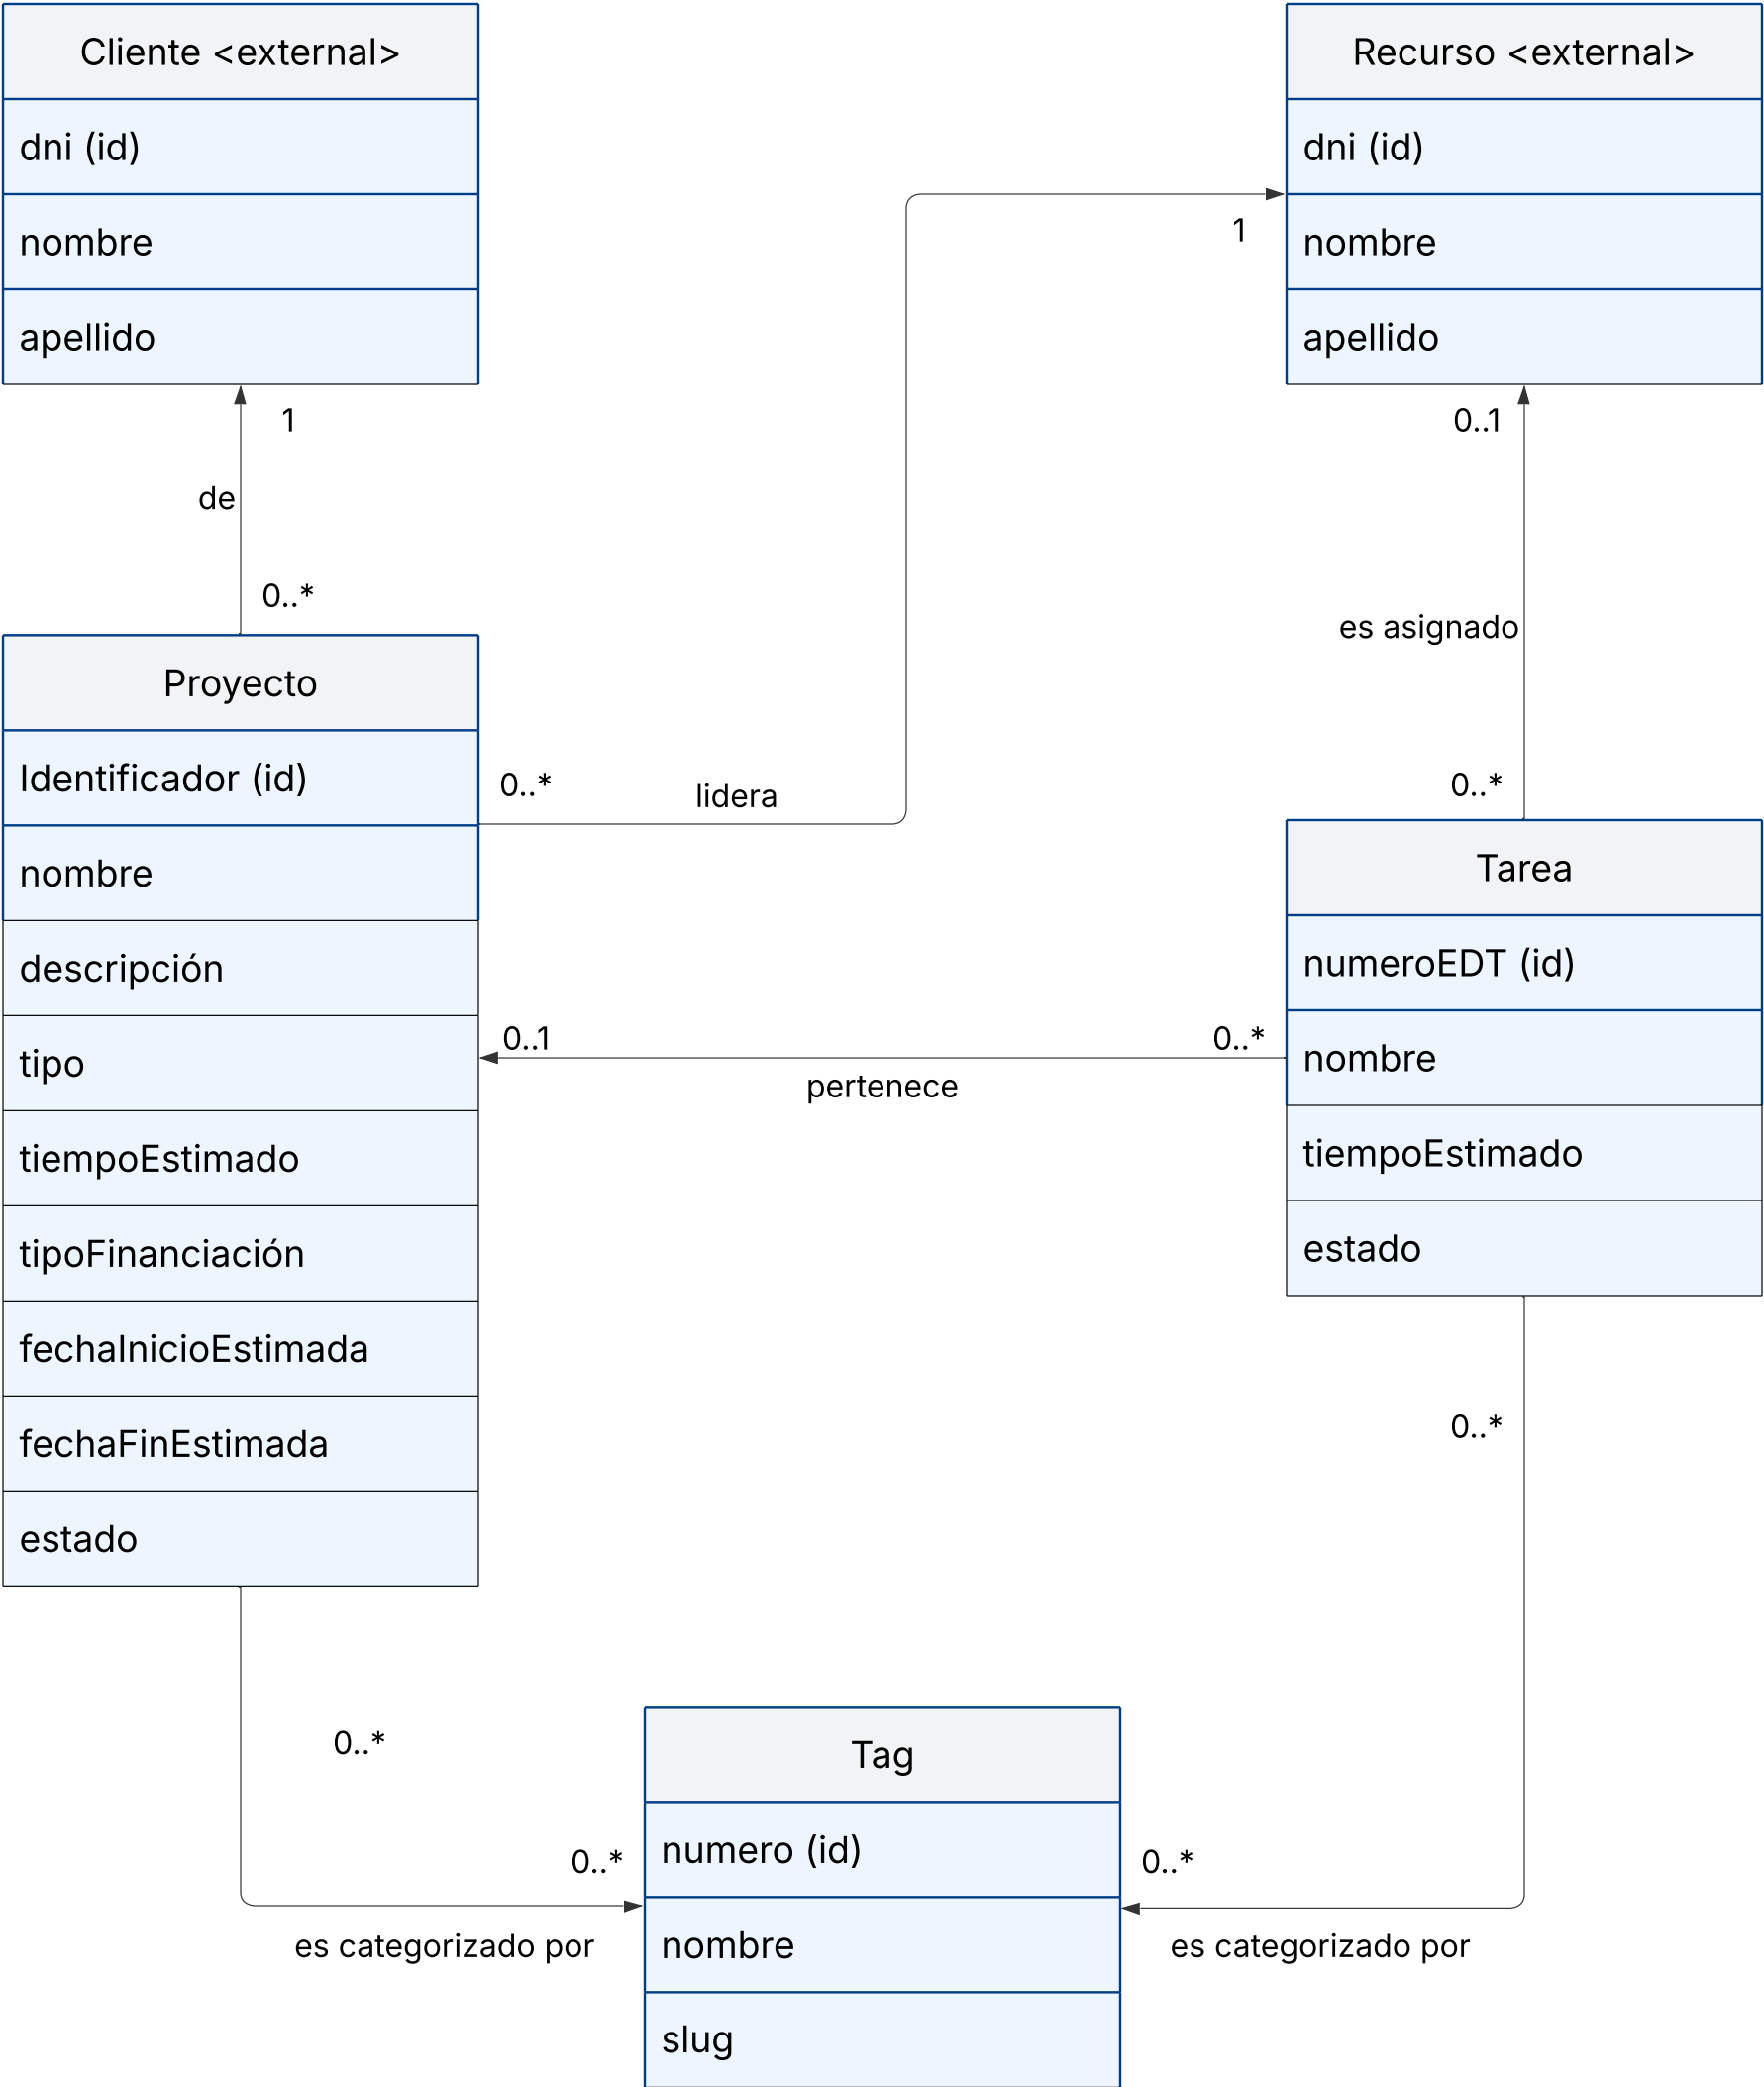 Cliente <external>
dni (id)
nombre
apellido
Recurso <external>
dni (id)
nombre
apellido
1
1
0..1
de
0..*
es asignado
Proyecto
Identificador (id)
nombre
descripción
tipo
tiempoEstimado
tipoFinanciación
fechaInicioEstimada
fechaFinEstimada
estado
0..*
lidera
0..*
Tarea
numeroEDT (id)
nombre
tiempoEstimado
estado
0..1
0..*
pertenece
0..*
0..*
Tag
numero (id)
nombre
slug
0..*
0..*
es categorizado por
es categorizado por